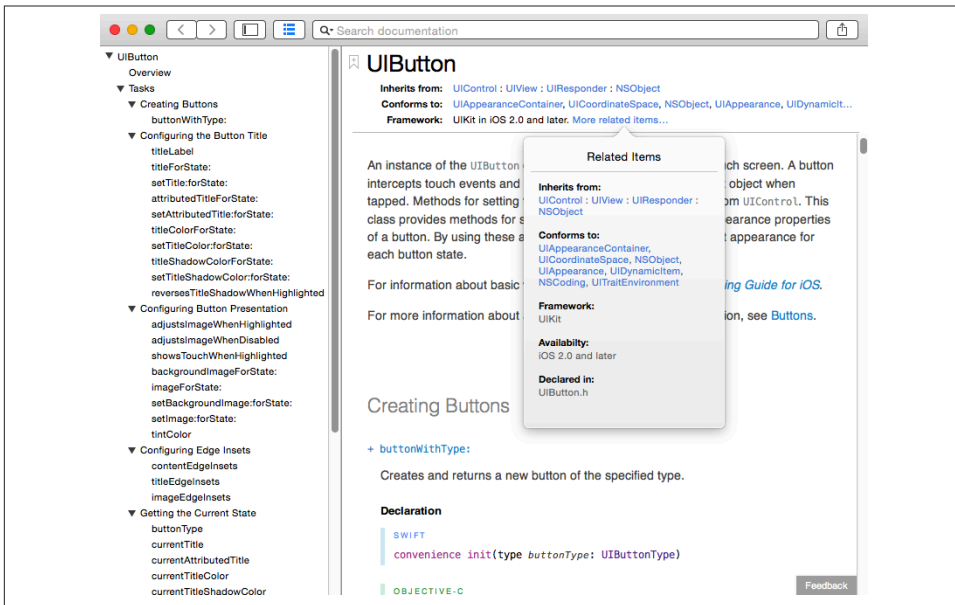 Search documentation
UIButton
Overview
Tasks
Creating Buttons
buttonWithType:
Configuring the Button Title
titleLabel
titleForState:
setTitle:forState:
attributedTitleForState:
setAttributedTitle:forState:
titleColorForState:
setTitleColor:forState:
titleShadowColorForState:
setTitleShadowColor:forState:
reversesTitleShadowWhenHighlighted
Configuring Button Presentation
adjustsImageWhenHighlighted
adjustsImageWhenDisabled
showsTouchWhenHighlighted
backgroundImageForState:
imageForState:
setBackgroundImage:forState:
setImage:forState:
tintColor
Configuring Edge Insets
contentEdgeInsets
titleEdgeInsets
imageEdgeInsets
Getting the Current State
buttonType
currentTitle
currentAttributedTitle
currentTitleColor
currentTitleShadowColor
UIButton
Inherits from: UIControl : UIView : UIResponder : NSObject
Conforms to: UIAppearanceContainer, UICoordinateSpace, NSObject, UIAppearance, UIDynamicIt...
Framework: UIKit in iOS 2.0 and later. More related items...
An instance of the UIButton ch screen. A button
intercepts touch events and object when
tapped. Methods for setting om UIControl. This
class provides methods for s earance properties
of a button. By using these a t appearance for
each button state.
For information about basic ing Guide for iOS.
For more information about ion, see Buttons.
Related Items
Inherits from:
UIControl : UIView : UIResponder :
NSObject
Conforms to:
UIAppearanceContainer,
UICoordinateSpace, NSObject,
UIAppearance, UIDynamicItem,
NSCoding, UITraitEnvironment
Framework:
UIKit
Availabilty:
iOS 2.0 and later
Declared in:
UIButton.h
Creating Buttons
+ buttonWithType:
Creates and returns a new button of the specified type.
Declaration
SWIFT
convenience init(type buttonType: UIButtonType)
OBJECTIVE-C
Feedback